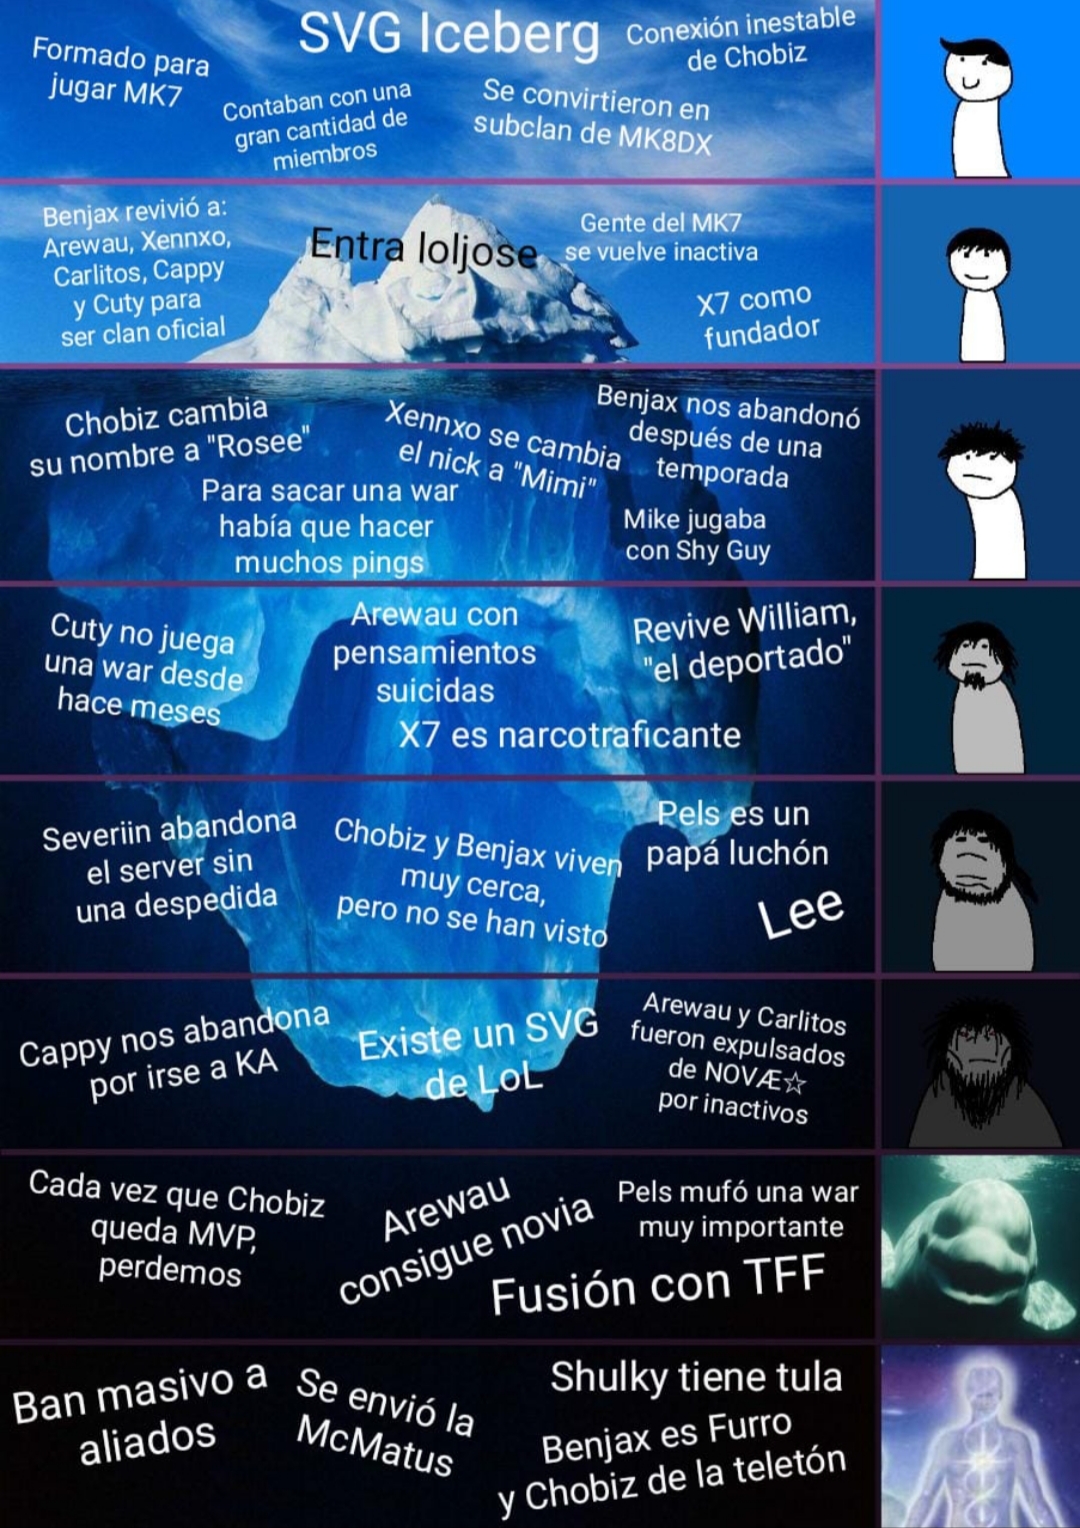 SVG Iceberg
Formado para
jugar MK7
Contaban con una
gran cantidad de
miembros
Se convirtieron en
subclan de MK8DX
Conexión inestable
de Chobiz
Benjax revivió a:
Arewau, Xennxo,
Carlitos, Cappy
y Cuty para
ser clan oficial
Entra loljose
Gente del MK7
se vuelve inactiva
X7 como
fundador
Chobiz cambia
su nombre a "Rosee"
Xennxo se cambia
el nick a "Mimi"
Benjax nos abandonó
después de una
temporada
Para sacar una war
había que hacer
muchos pings
Mike jugaba
con Shy Guy
Cuty no juega
una war desde
hace meses
Arewau con
pensamientos
suicidas
Revive William,
"el deportado"
X7 es narcotraficante
Severiin abandona
el server sin
una despedida
Chobiz y Benjax viven
muy cerca,
pero no se han visto
Pels es un
papá luchón
Lee
Cappy nos abandona
por irse a KA
Existe un SVG
de LoL
Arewau y Carlitos
fueron expulsados
de NOVÆ☆
por inactivos
Cada vez que Chobiz
queda MVP,
perdemos
Arewau
consigue novia
Pels mufó una war
muy importante
Fusión con TFF
Ban masivo a
aliados
Se envió la
McMatus
Shulky tiene tula
Benjax es Furro
y Chobiz de la teletón